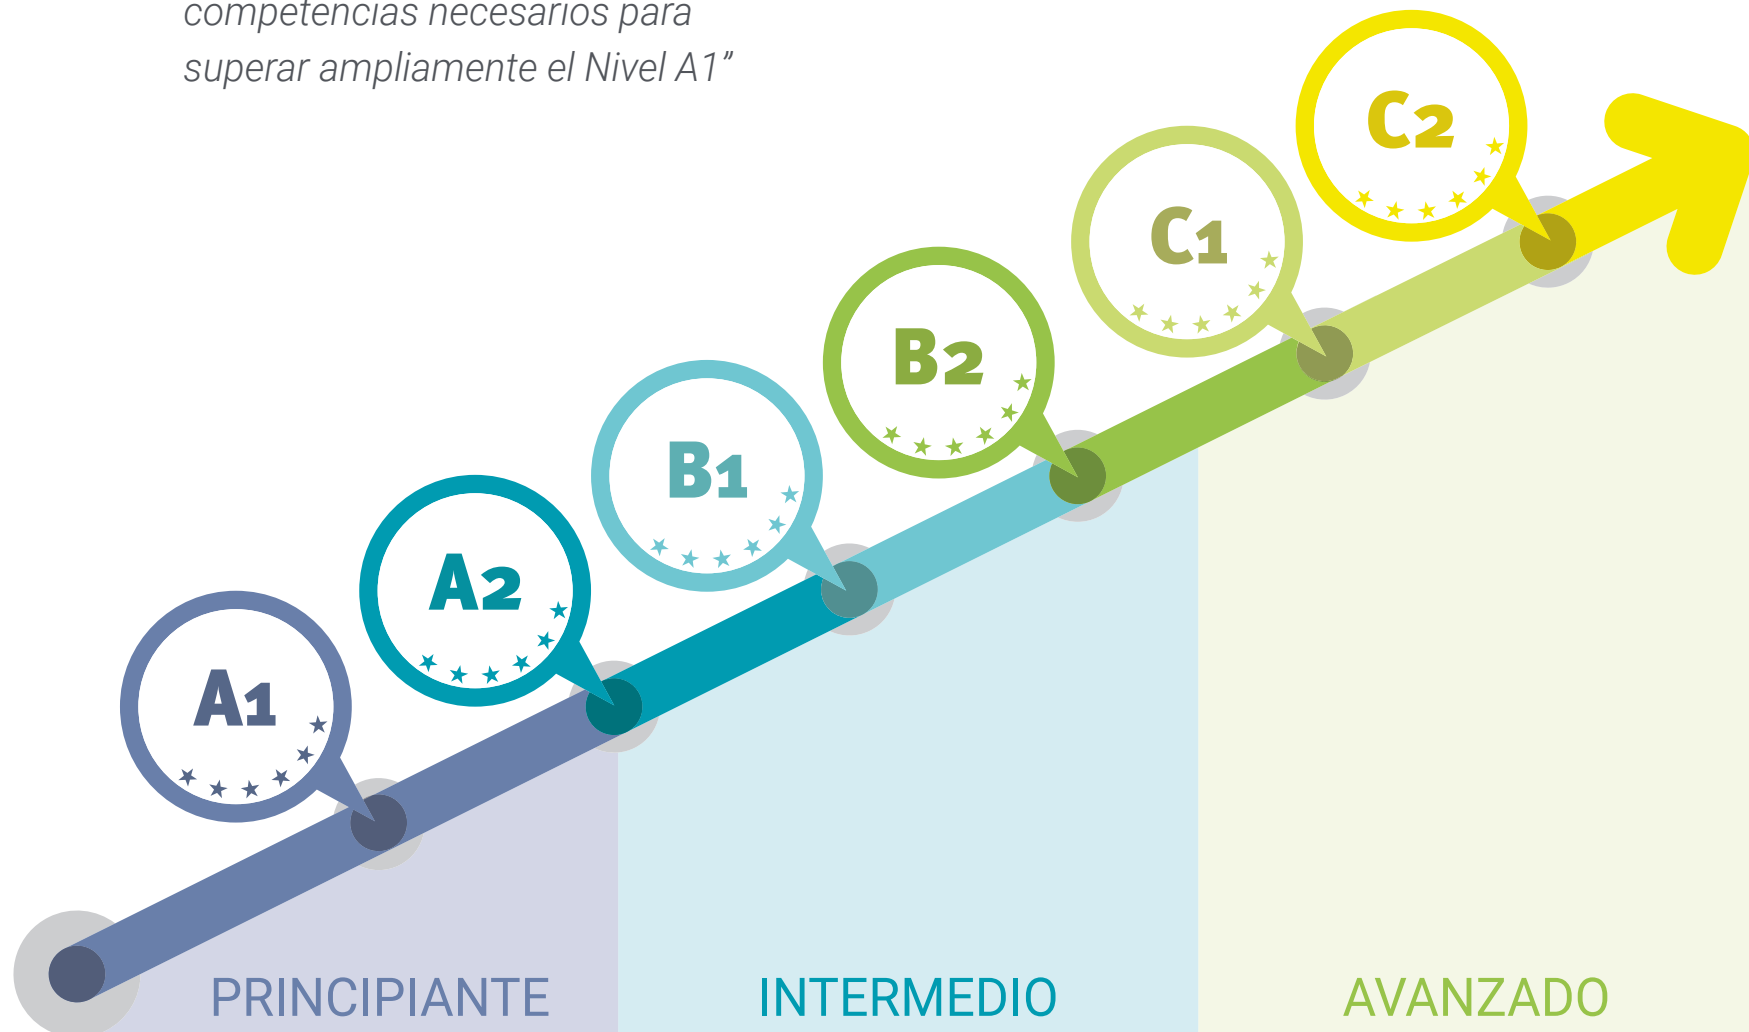 competencias necesarios para
superar ampliamente el Nivel A1”
C2
C1
B2
B1
A2
A1
PRINCIPIANTE
INTERMEDIO
AVANZADO